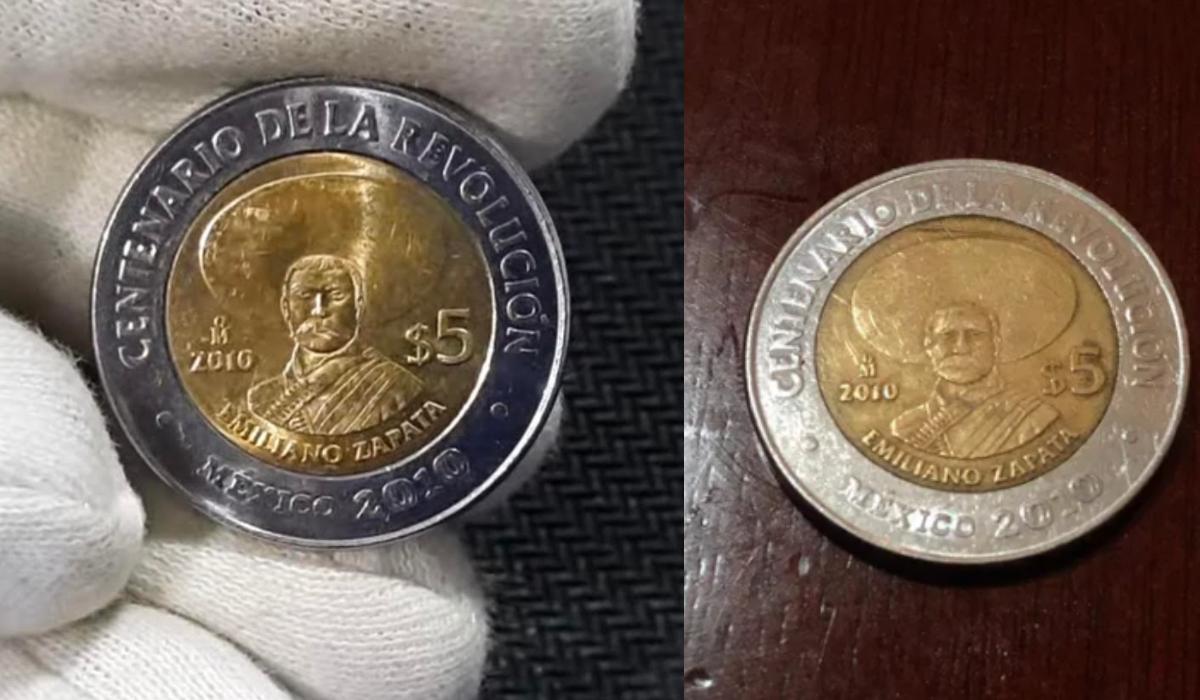 CENTENARIO DE LA REVOLUCIÓN
$5
2010
EMILIANO ZAPATA
MÉXICO 2010
CENTENARIO DE LA REVOLUCIÓN
$5
2010
EMILIANO ZAPATA
MÉXICO 2010